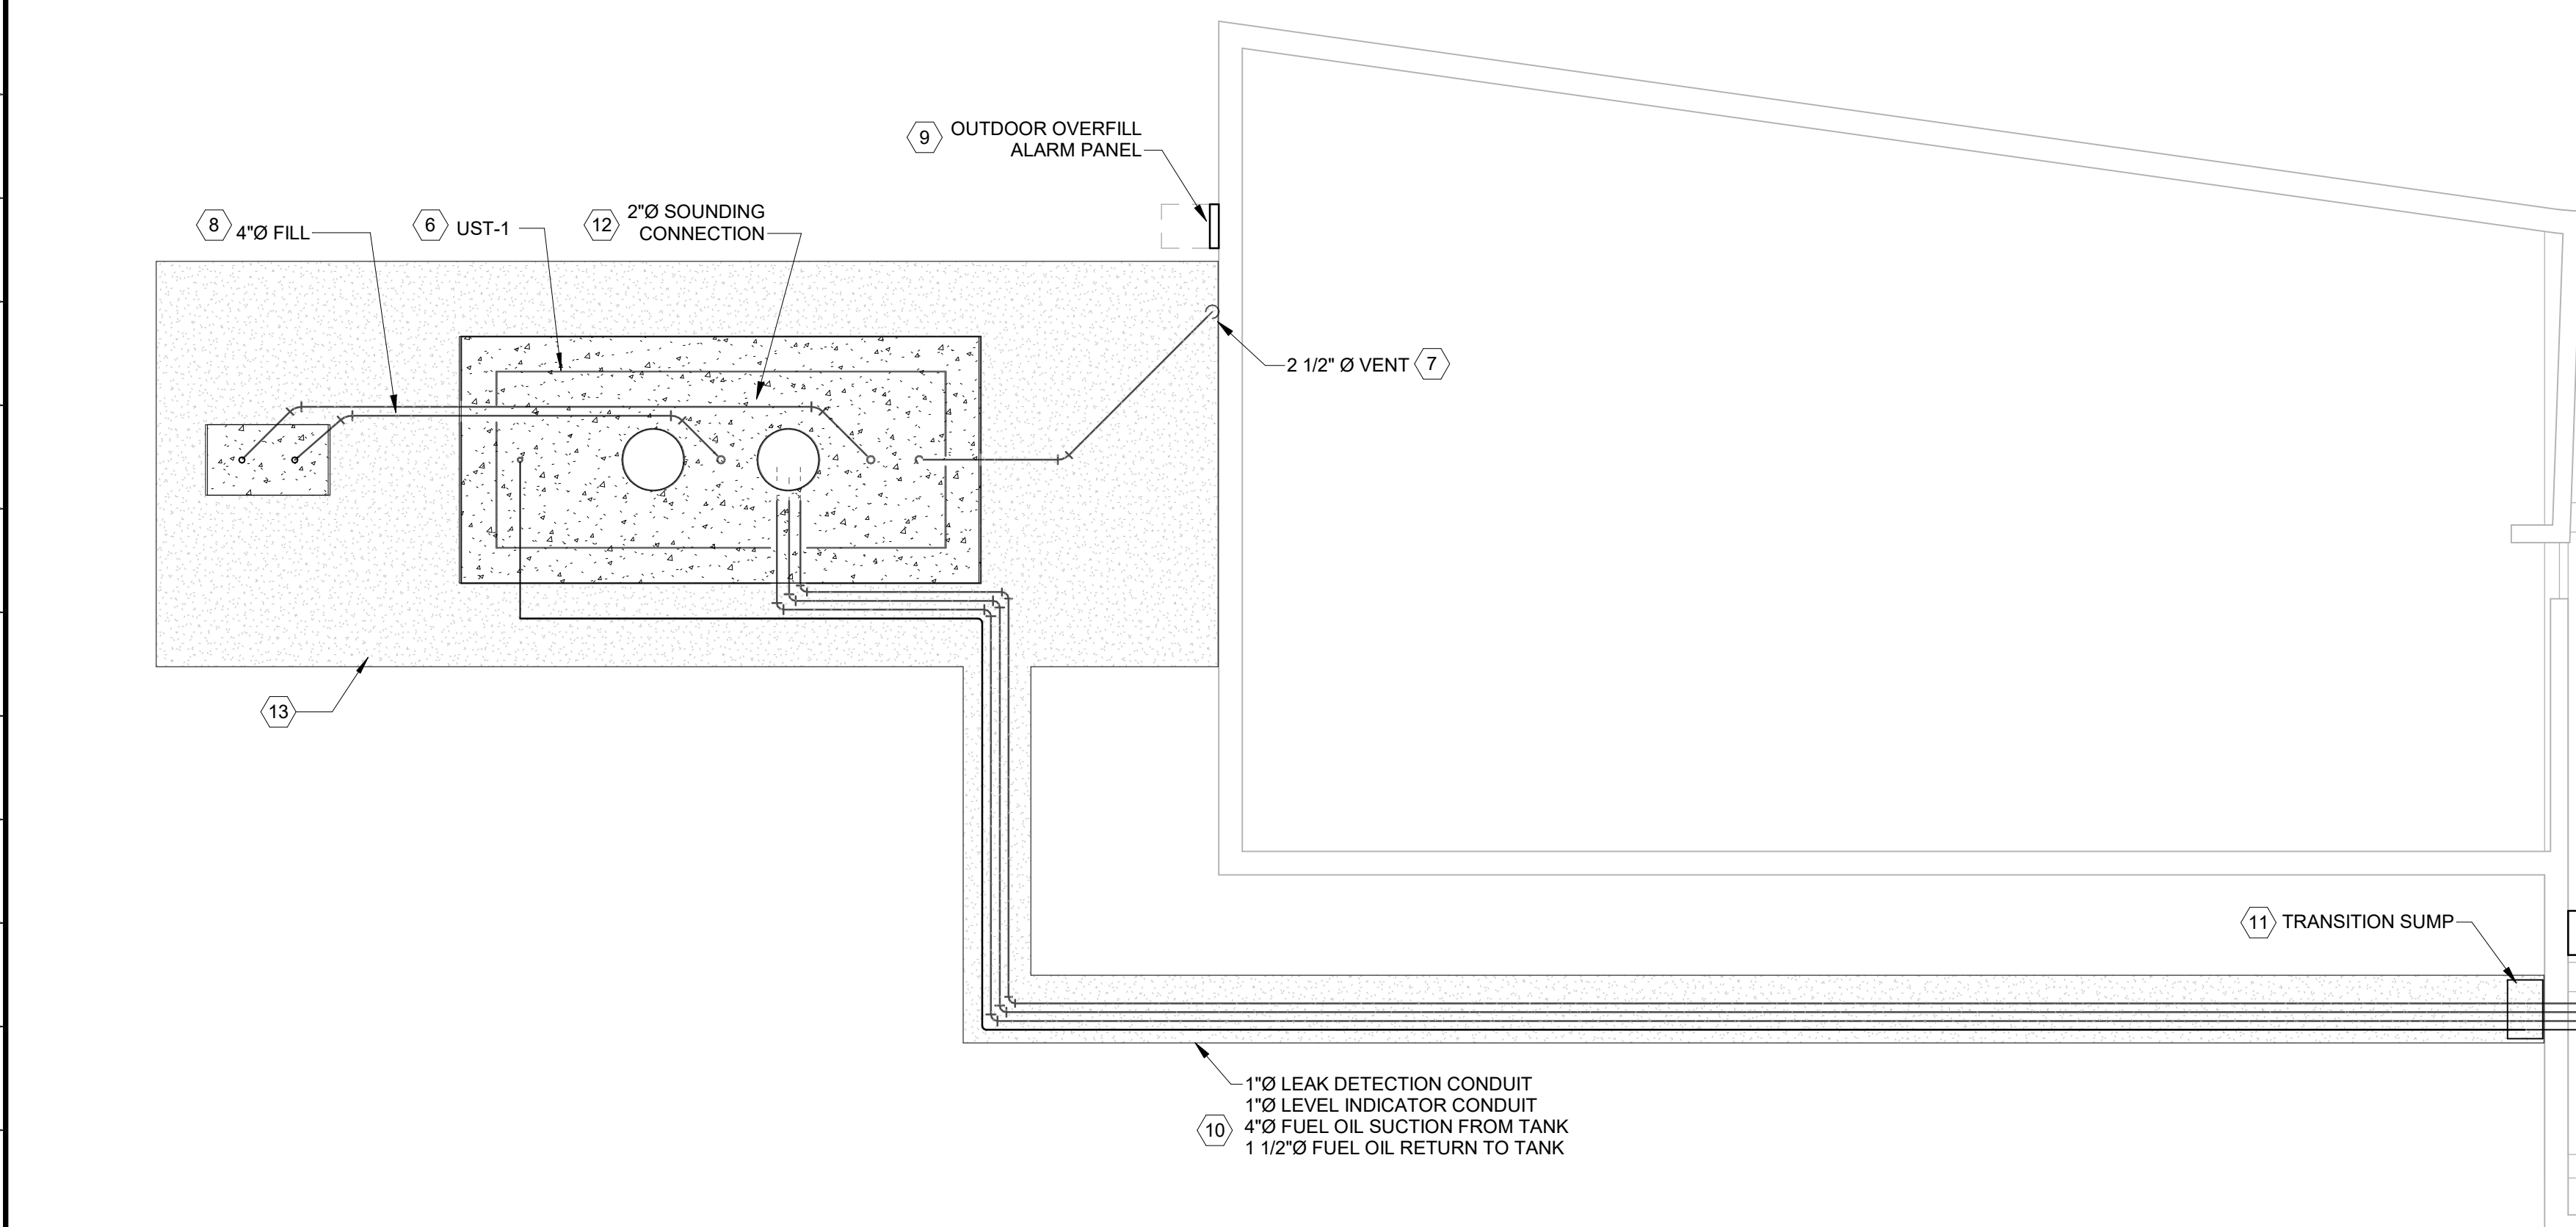 9 OUTDOOR OVERFILL
ALARM PANEL
8 4"Ø FILL
6 UST-1
12 2"Ø SOUNDING
CONNECTION
2 1/2" Ø VENT 7
13
11 TRANSITION SUMP
1"Ø LEAK DETECTION CONDUIT
1"Ø LEVEL INDICATOR CONDUIT
10 4"Ø FUEL OIL SUCTION FROM TANK
1 1/2"Ø FUEL OIL RETURN TO TANK